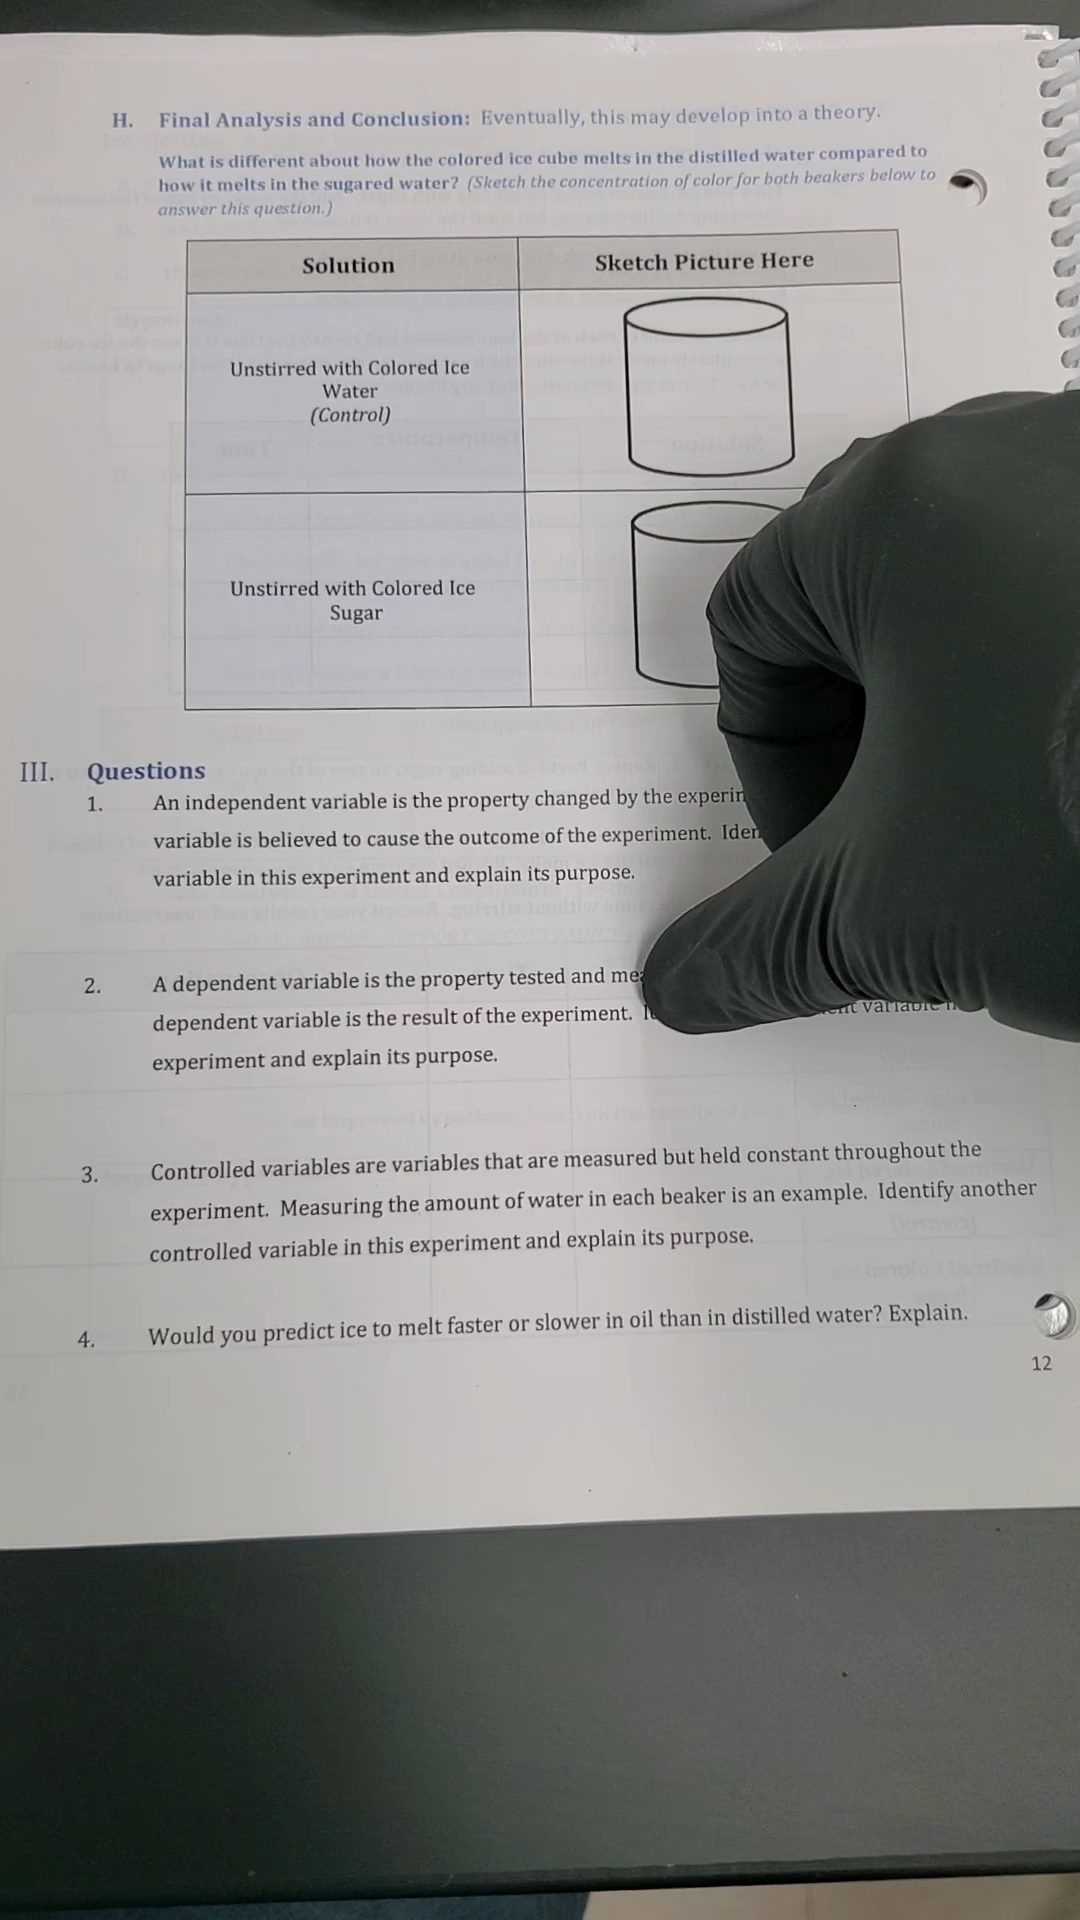 H. Final Analysis and Conclusion: Eventually, this may develop into a theory.
What is different about how the colored ice cube melts in the distilled water compared to
how it melts in the sugared water? (Sketch the concentration of color for both beakers below to
answer this question.)
Solution Sketch Picture Here
Unstirred with Colored Ice
Water
(Control)
Unstirred with Colored Ice
Sugar
III. Questions
1. An independent variable is the property changed by the
variable is believed to cause the outcome of the experiment.
variable in this experiment and explain its purpose.
2. A dependent variable is the property tested and
dependent variable is the result of the experiment. variable
experiment and explain its purpose.
3. Controlled variables are variables that are measured but held constant throughout the
experiment. Measuring the amount of water in each beaker is an example. Identify another
controlled variable in this experiment and explain its purpose.
4. Would you predict ice to melt faster or slower in oil than in distilled water? Explain.
12